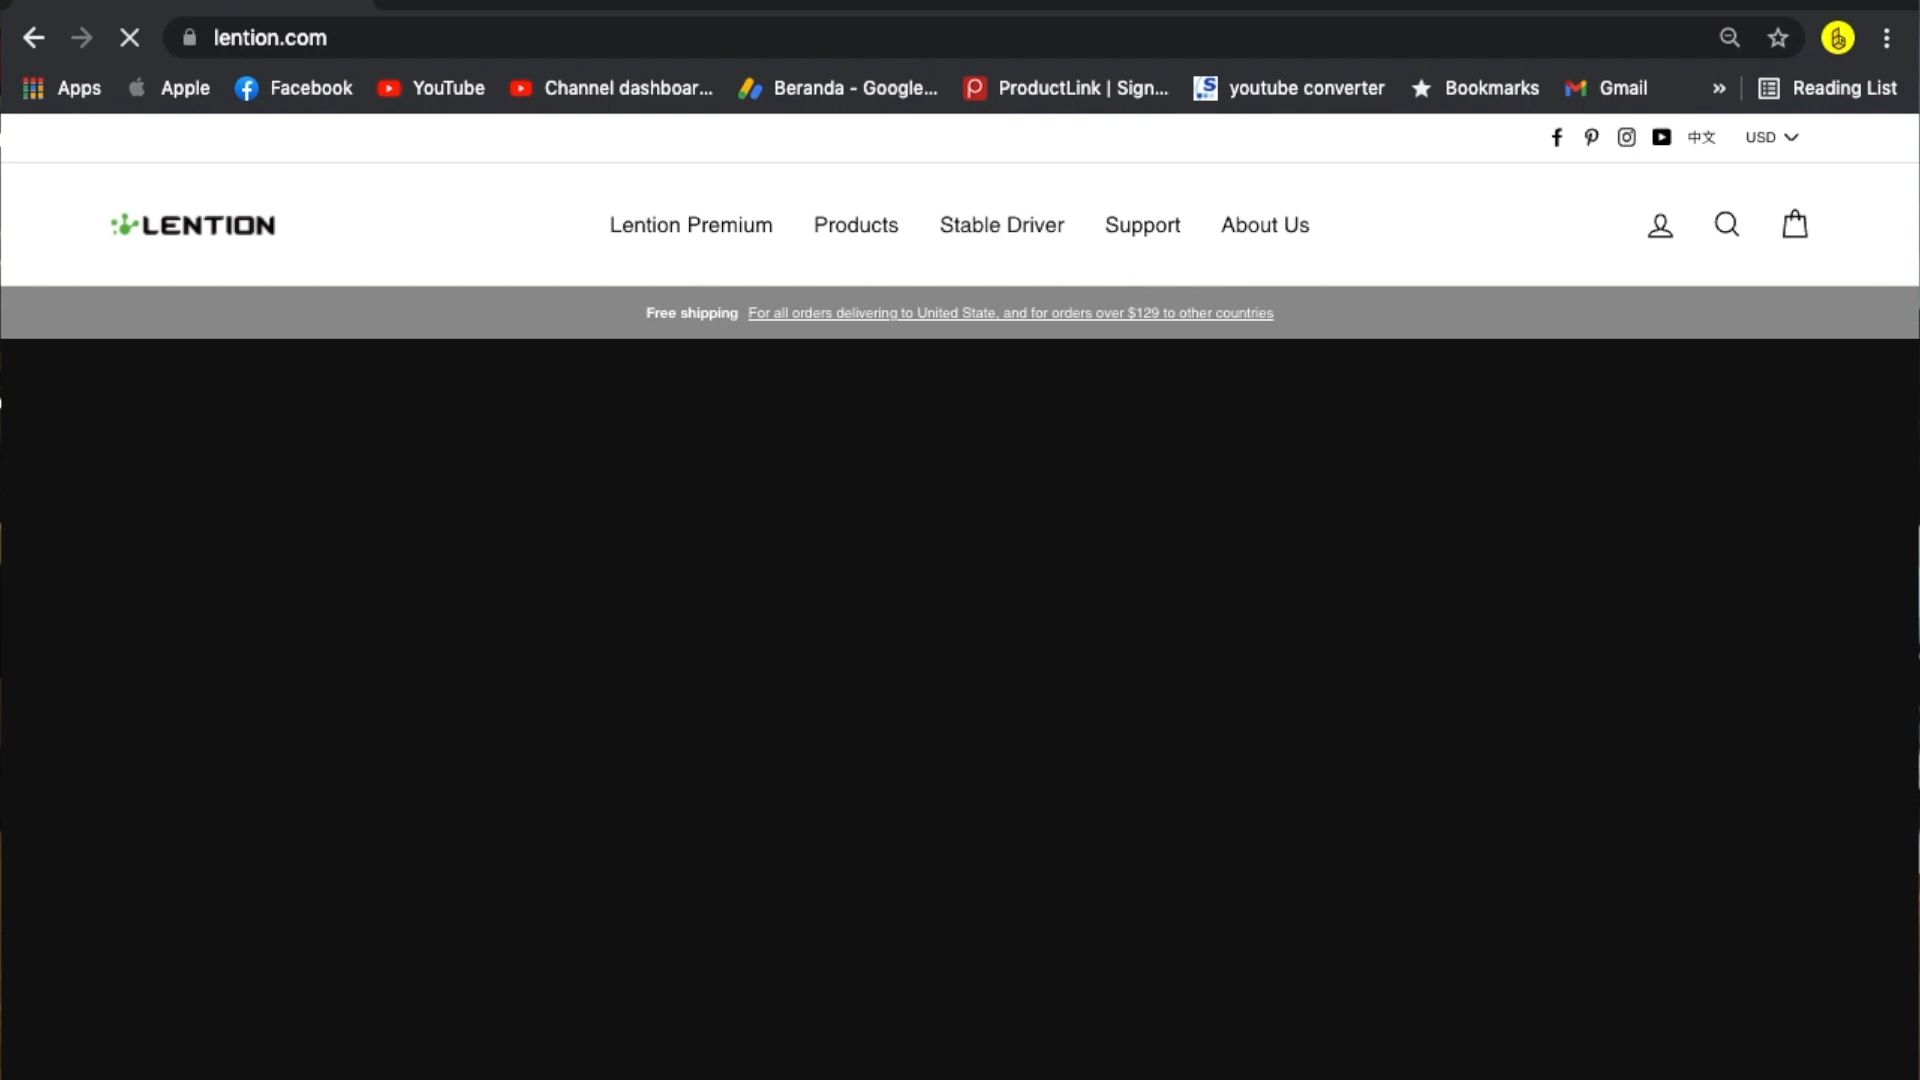 lention.com
Apps Apple Facebook YouTube Channel dashboar... Beranda - Google... ProductLink | Sign... youtube converter Bookmarks Gmail » Reading List
中文 USD
LENTION Lention Premium Products Stable Driver Support About Us
Free shipping For all orders delivering to United State, and for orders over $129 to other countries